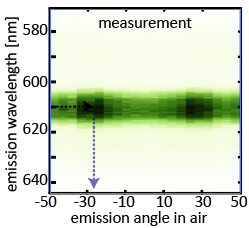 measurement
emission wavelength [nm]
580
600
620
640
-50 -30 -10 10 30 50
emission angle in air